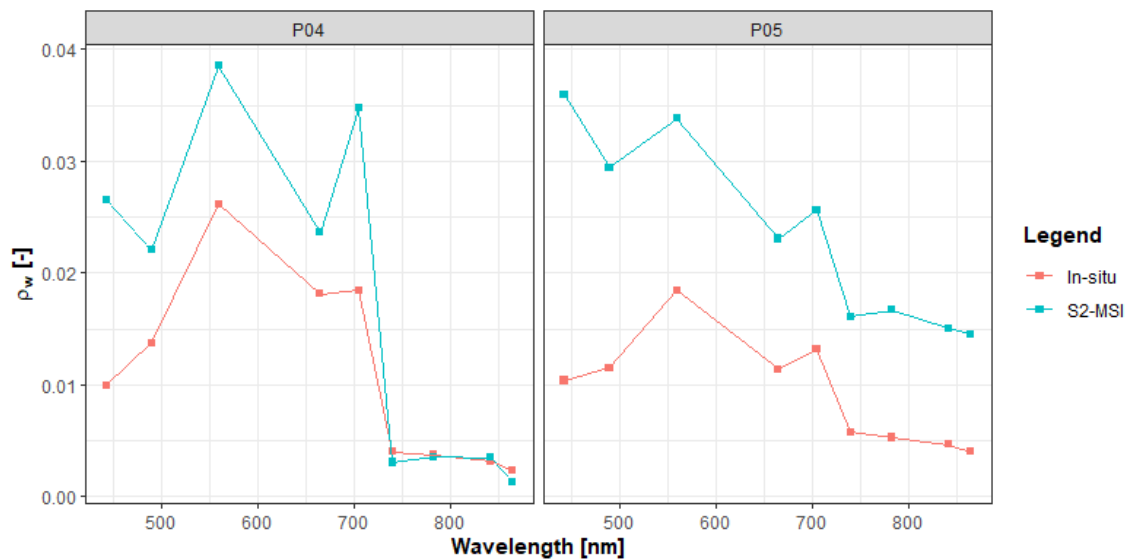 P04 P05
0.04
0.03
0.02
0.01
0.00
ρw [-]
500 600 700 800 500 600 700 800
Wavelength [nm]
Legend
In-situ
S2-MSI